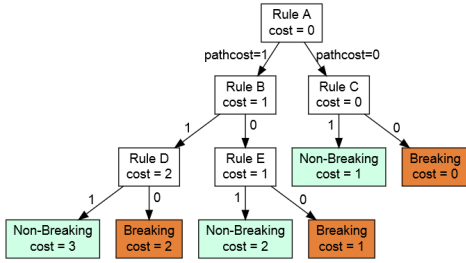 Rule A
cost = 0
pathcost=1
pathcost=0
Rule B
cost = 1
Rule C
cost = 0
1
0
1
0
Rule D
cost = 2
Rule E
cost = 1
Non-Breaking
cost = 1
Breaking
cost = 0
1
0
1
0
Non-Breaking
cost = 3
Breaking
cost = 2
Non-Breaking
cost = 2
Breaking
cost = 1